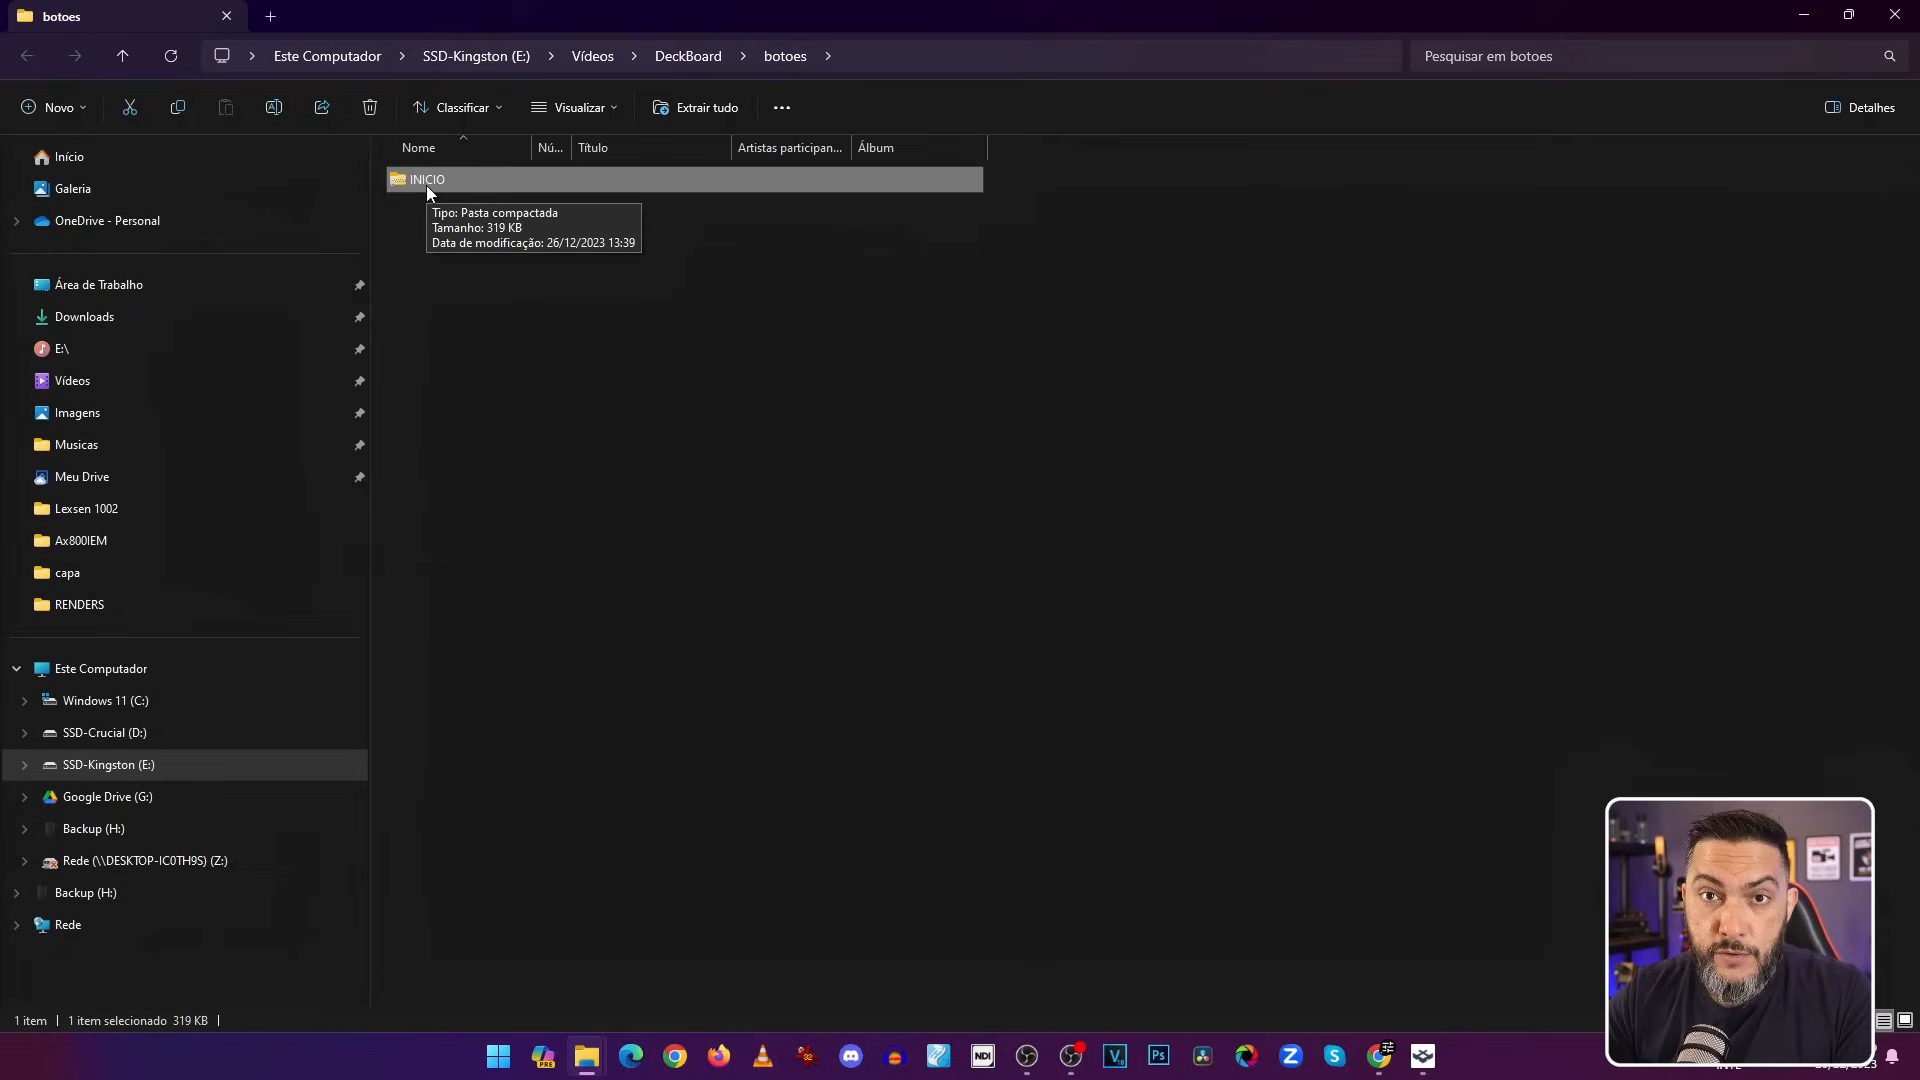 botoes
Este Computador
SSD-Kingston (E:)
Vídeos
DeckBoard
botoes
Pesquisar em botoes
Novo
Classificar
Visualizar
Extrair tudo
Detalhes
Nome
Nú...
Título
Artistas participan...
Álbum
INICIO
Tipo: Pasta compactada
Tamanho: 319 KB
Data de modificação: 26/12/2023 13:39
Início
Galeria
OneDrive - Personal
Área de Trabalho
Downloads
E:\
Vídeos
Imagens
Musicas
Meu Drive
Lexsen 1002
Ax800IEM
capa
RENDERS
Este Computador
Windows 11 (C:)
SSD-Crucial (D:)
SSD-Kingston (E:)
Google Drive (G:)
Backup (H:)
Rede (\\DESKTOP-IC0TH9S) (Z:)
Backup (H:)
Rede
1 item
1 item selecionado 319 KB
PRE
32
NDI
V
Ps
Z
S